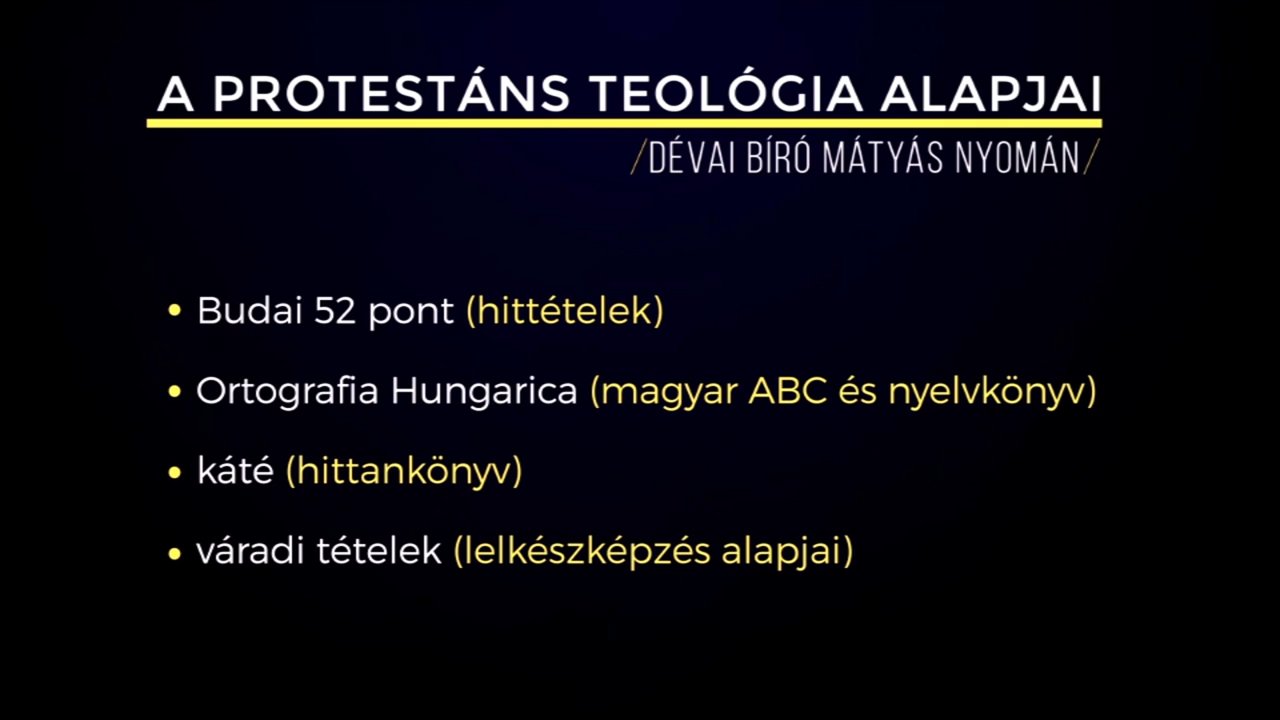 A PROTESTÁNS TEOLÓGIA ALAPJAI
/DÉVAI BÍRÓ MÁTYÁS NYOMÁN/
• Budai 52 pont (hittételek)
• Ortografia Hungarica (magyar ABC és nyelvkönyv)
• káté (hittankönyv)
• váradi tételek (lelkészképzés alapjai)